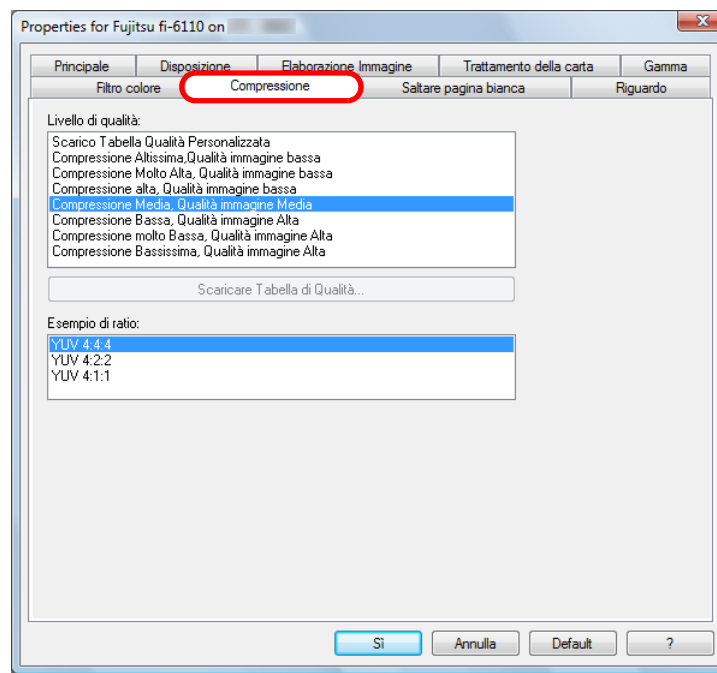 Properties for Fujitsu fi-6110 on
Principale Disposizione Elaborazione Immagine Trattamento della carta Gamma
Filtro colore Compressione Saltare pagina bianca Riguardo
Livello di qualità:
Scarico Tabella Qualità Personalizzata
Compressione Altissima,Qualità immagine bassa
Compressione Molto Alta, Qualità immagine bassa
Compressione alta, Qualità immagine bassa
Compressione Media, Qualità immagine Media
Compressione Bassa, Qualità immagine Alta
Compressione molto Bassa, Qualità immagine Alta
Compressione Bassissima, Qualità immagine Alta
Scaricare Tabella di Qualità...
Esempio di ratio:
YUV 4:4:4
YUV 4:2:2
YUV 4:1:1
Sì Annulla Default ?